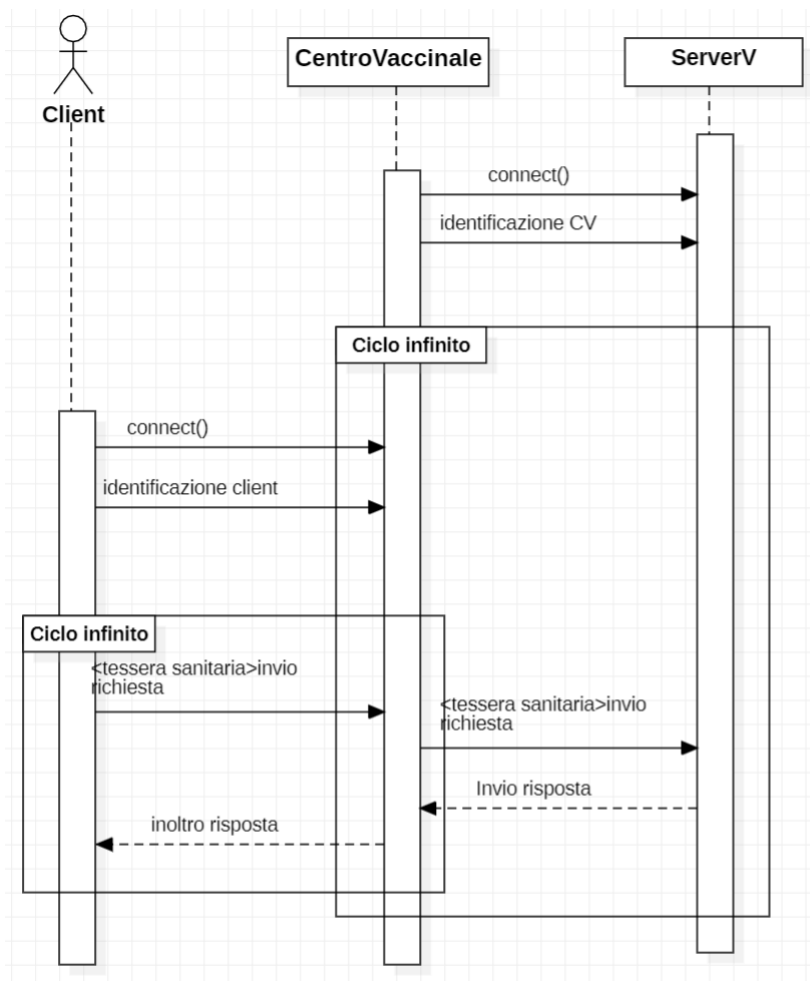 CentroVaccinale
ServerV
Client
connect()
identificazione CV
Ciclo infinito
connect()
identificazione client
Ciclo infinito
<tessera sanitaria>invio
richiesta
<tessera sanitaria>invio
richiesta
Invio risposta
inoltro risposta